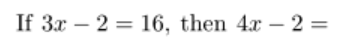 If 3x − 2 = 16, then 4x − 2 =